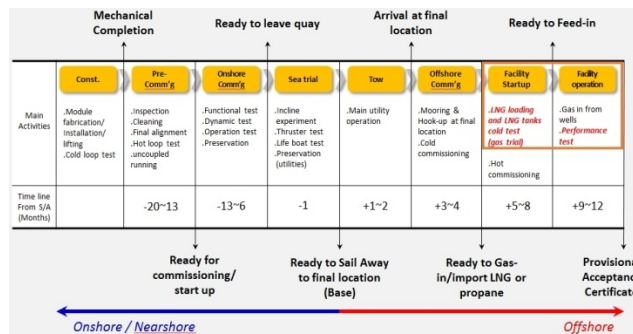 Mechanical
Completion
Ready to leave quay
Arrival at final
location
Ready to Feed-in
Const.
Pre-
Comm'g
Onshore
Comm'g
Sea trial
Tow
Offshore
Comm'g
Facility
Startup
Facility
operation
Main
Activities
.Module
fabrication/
Installation/
lifting
.Cold loop test
.Inspection
.Cleaning
.Final alignment
.Hot loop test
.uncoupled
running
.Functional test
.Dynamic test
.Operation test
.Preservation
.Incline
experiment
.Thruster test
.Life boat test
.Preservation
(utilities)
.Main utility
operation
.Mooring &
Hook-up at final
location
.Cold
commissioning
.LNG loading
and LNG tanks
cold test
(gas trial)
.Hot
commissioning
.Gas in from
wells
.Performance
test
Time line
From S/A
(Months)
-20~13
-13~6
-1
+1~2
+3~4
+5~8
+9~12
Ready for
commissioning/
start up
Ready to Sail Away
to final location
(Base)
Ready to Gas-
in/import LNG or
propane
Provisional
Acceptance
Certificate
Onshore / Nearshore
Offshore